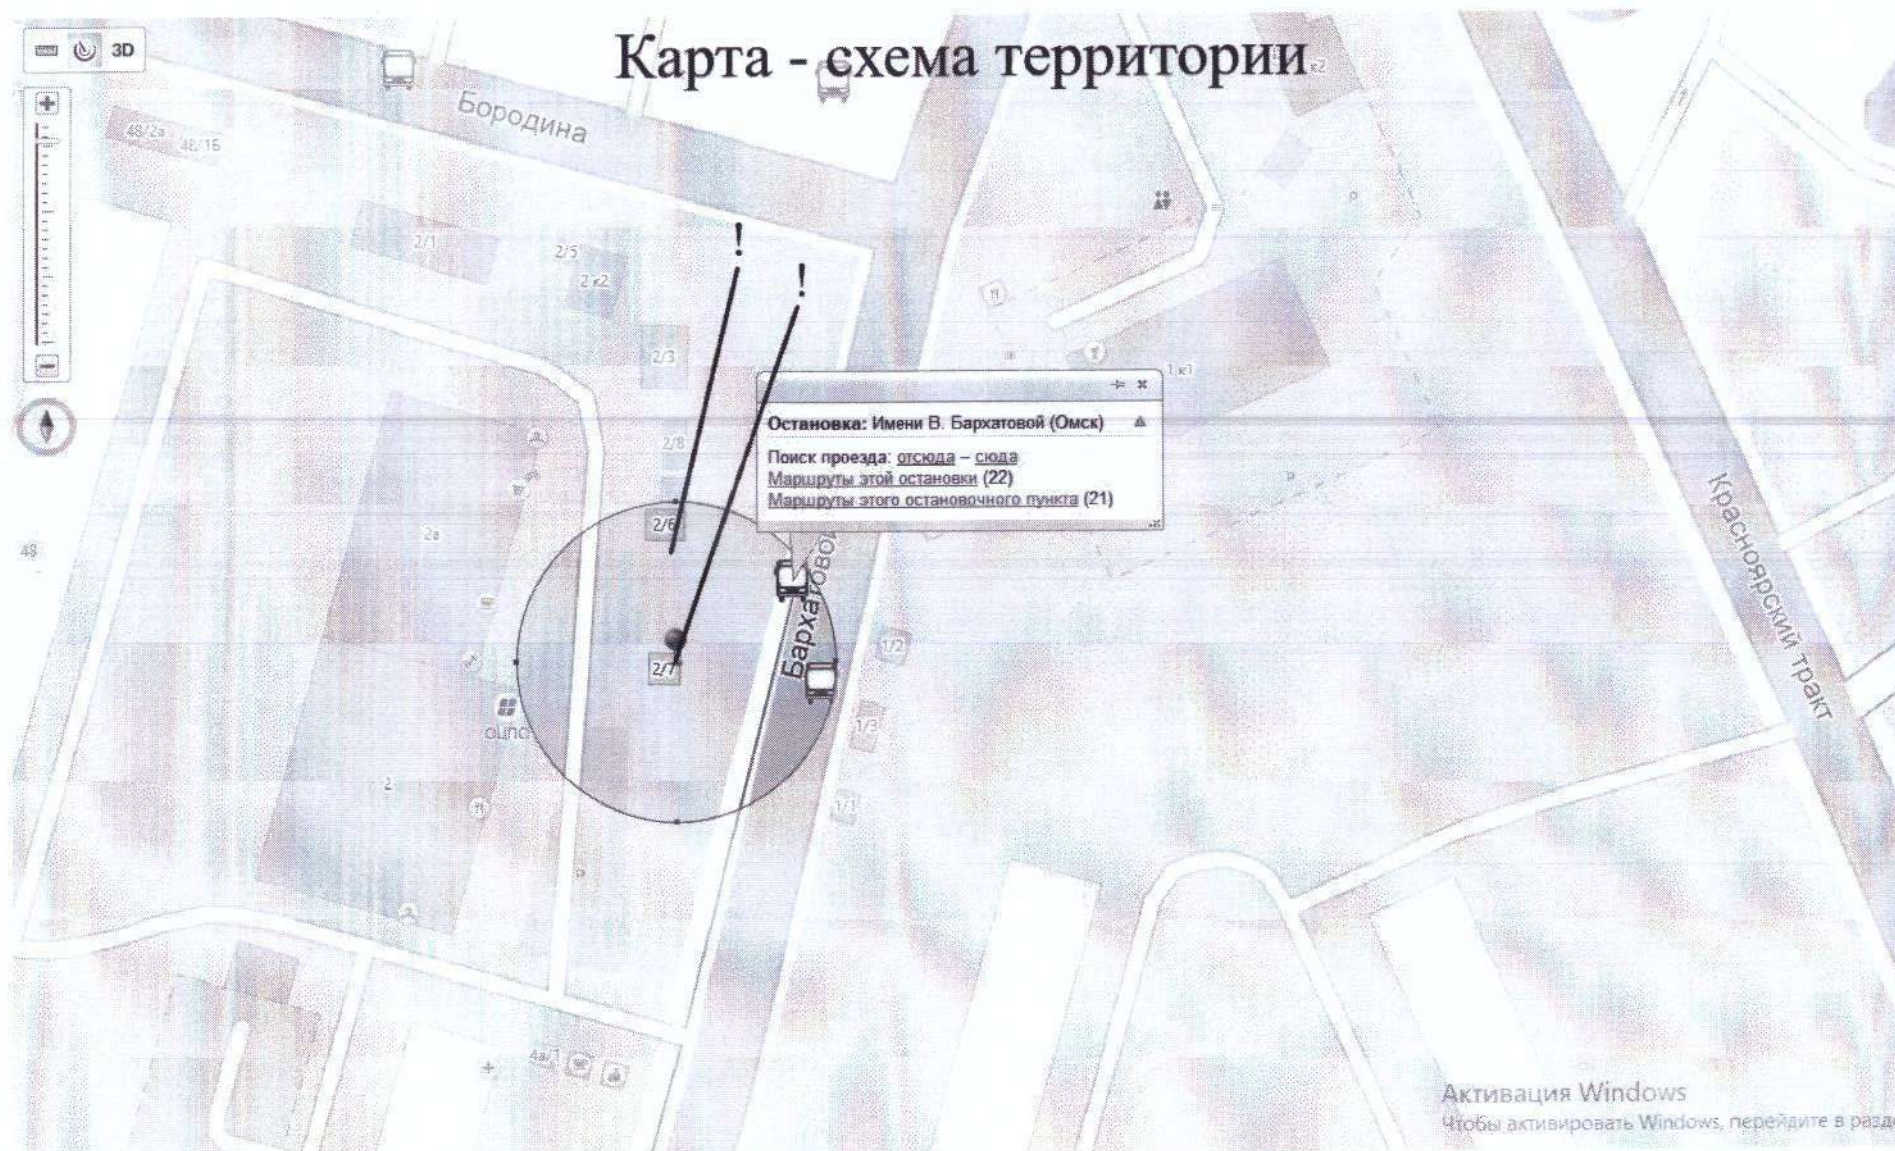 Карта - схема территории
3D
к2
Бородина
48/2а
48/1Б
2/1
2/5
2 к2
!
!
2/3
1 к1
Остановка: Имени В. Бархатовой (Омск)
Поиск проезда: отсюда – сюда
Маршруты этой остановки (22)
Маршруты этого остановочного пункта (21)
2/8
2/6
2а
48
Бархатовой
Красноярский тракт
1/2
2/7
1/3
2
1/1
4а/1
Активация Windows
Чтобы активировать Windows, перейдите в разд